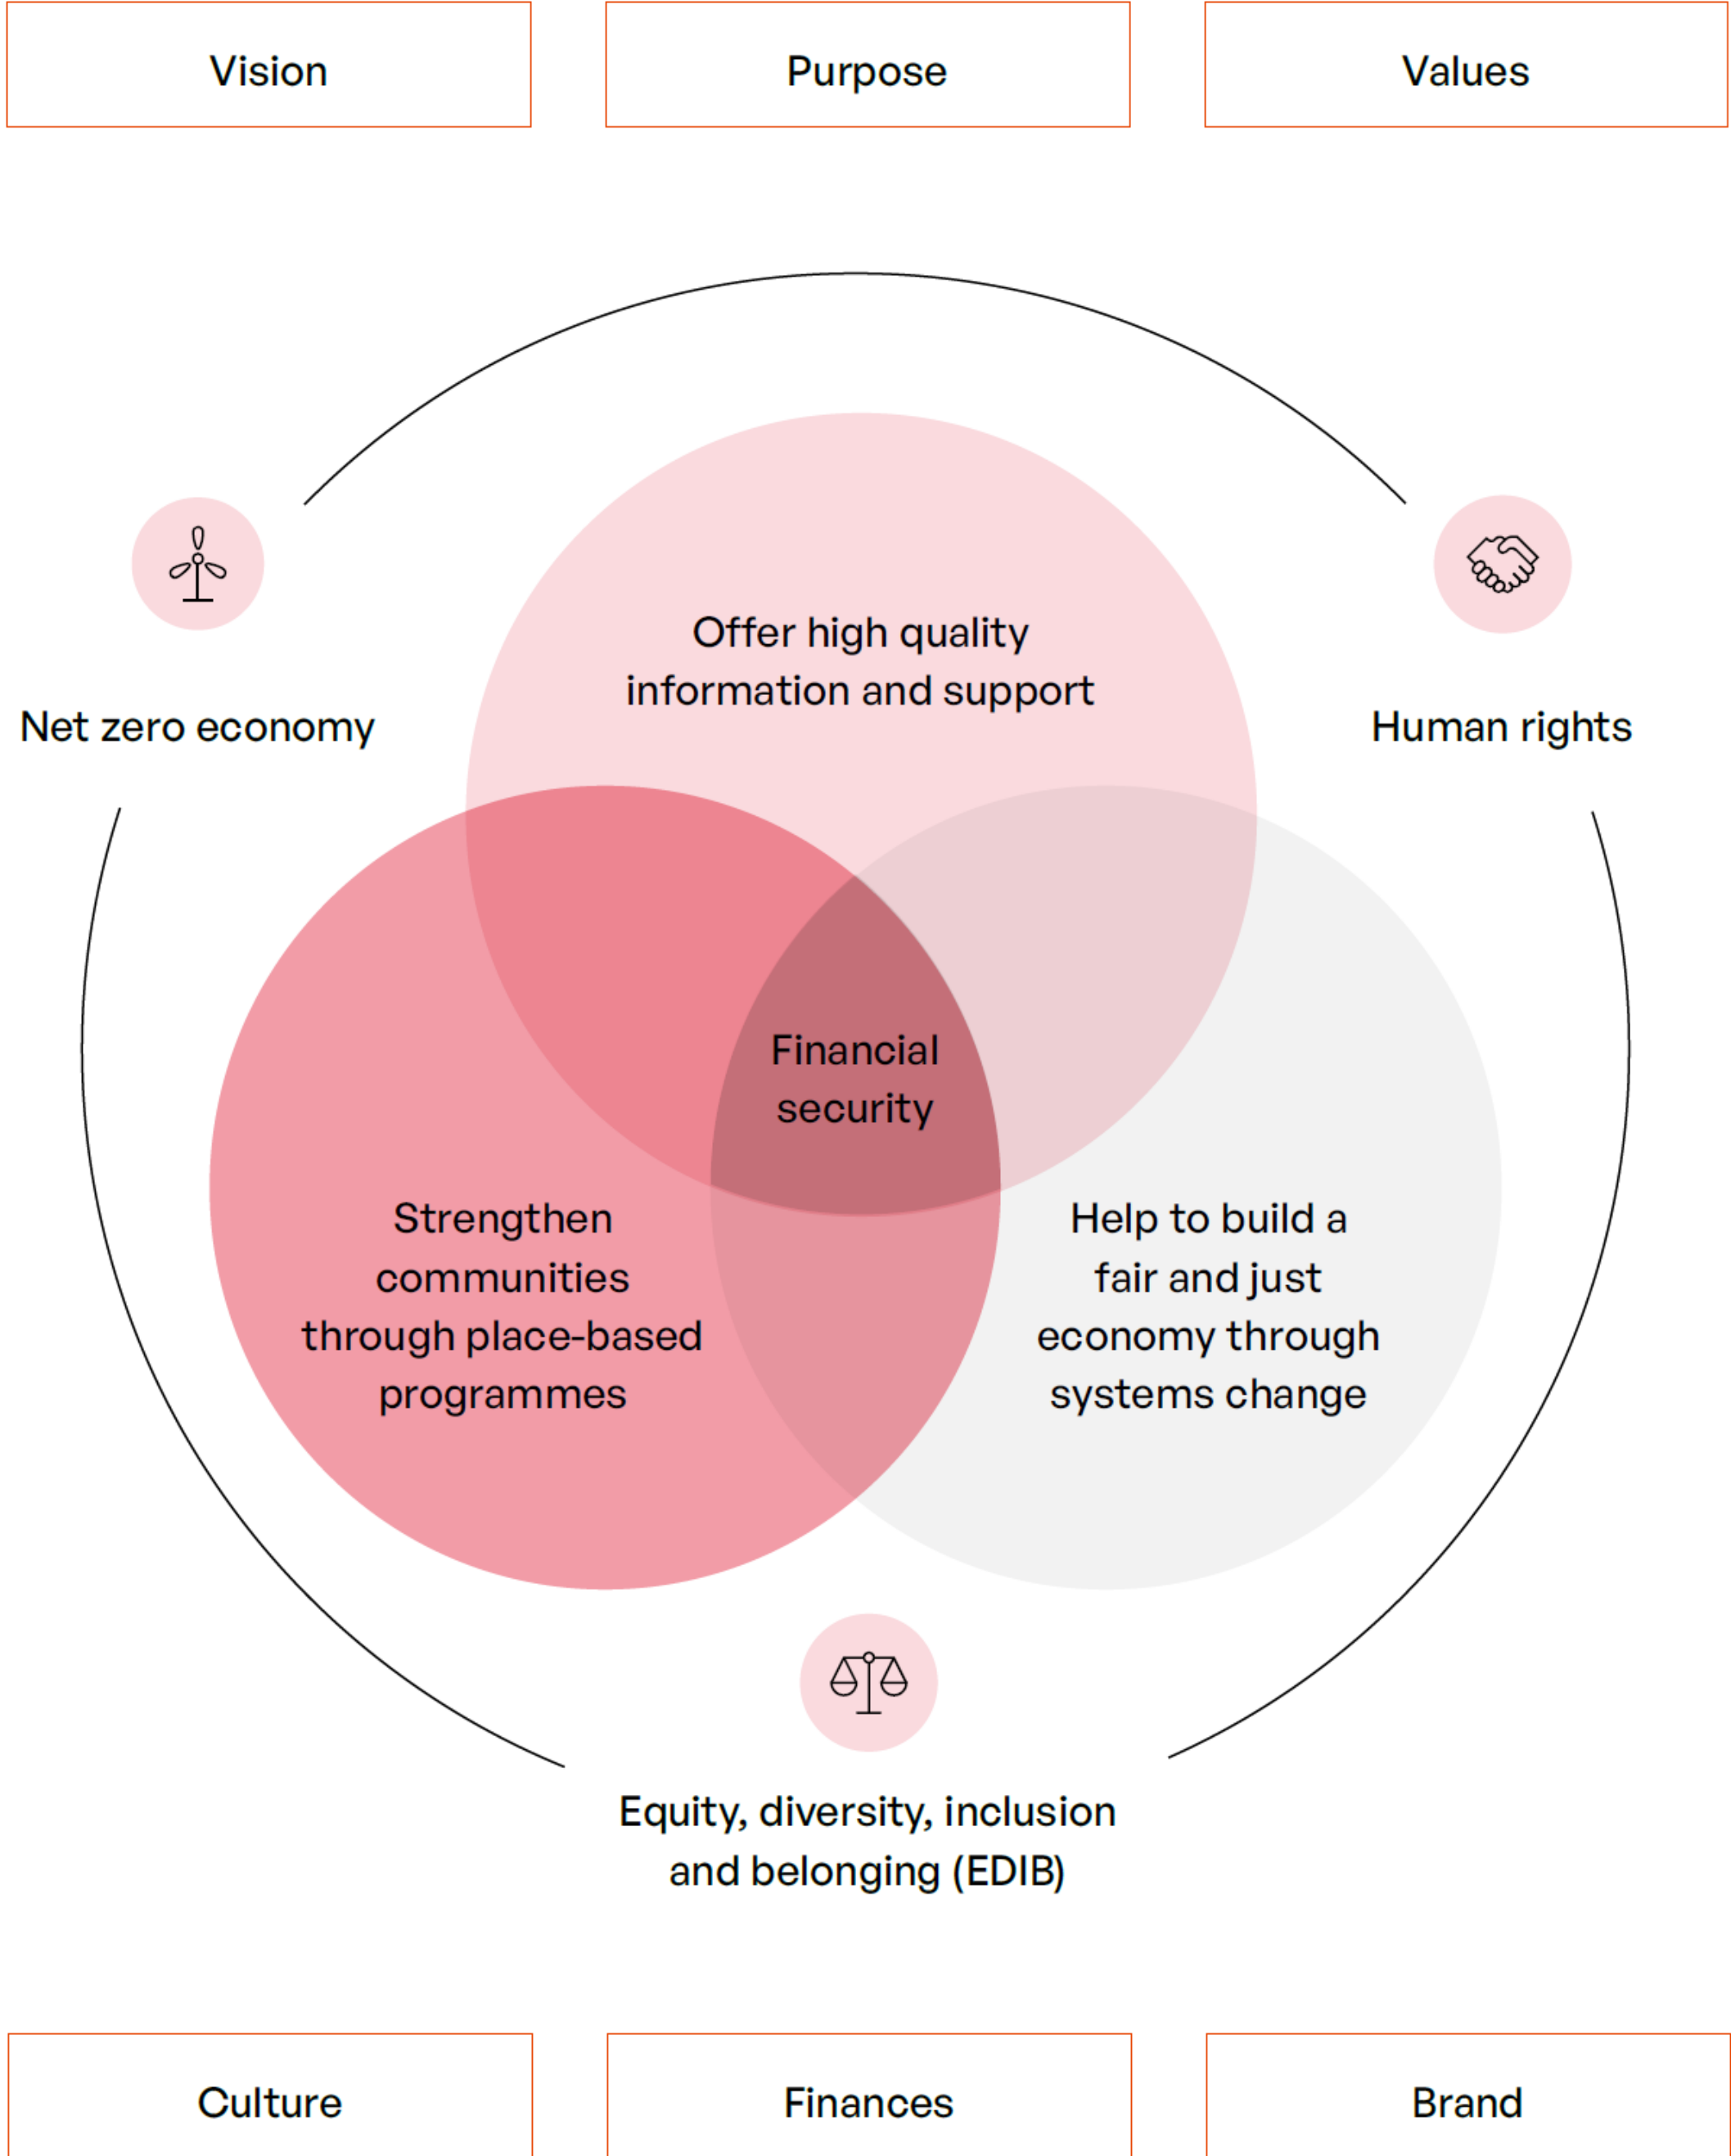 Vision
Purpose
Values
Offer high quality
information and support
Net zero economy
Human rights
Financial
security
Strengthen
communities
through place-based
programmes
Help to build a
fair and just
economy through
systems change
Equity, diversity, inclusion
and belonging (EDIB)
Culture
Finances
Brand